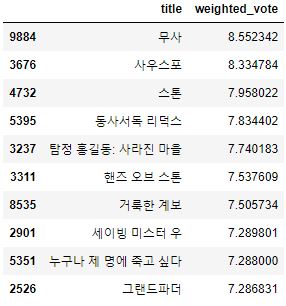 title weighted_vote
9884 무사 8.552342
3676 사우스포 8.334784
4732 스톤 7.958022
5395 동사서독 리덕스 7.834402
3237 탐정 홍길동: 사라진 마을 7.740183
3311 핸즈 오브 스톤 7.537609
8535 거룩한 계보 7.505734
2901 세이빙 미스터 우 7.289801
5351 누구나 제 명에 죽고 싶다 7.288000
2526 그랜드파더 7.286831